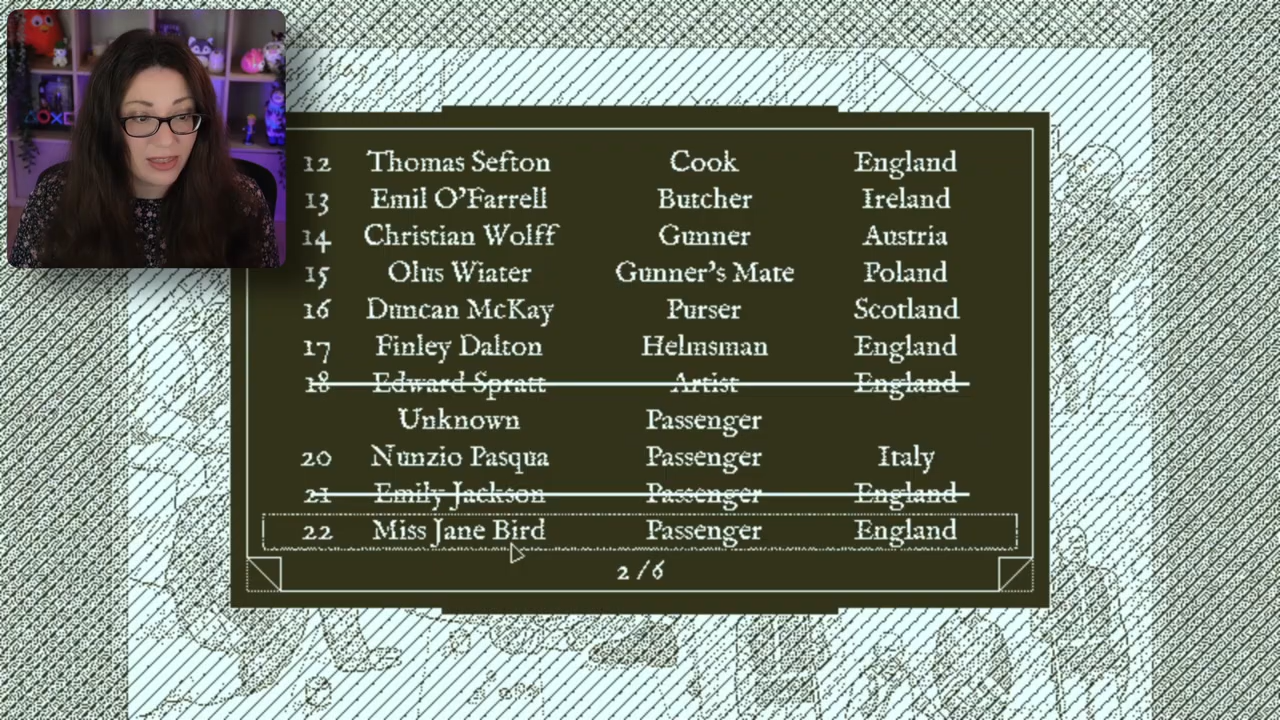 12 Thomas Sefton Cook England
13 Emil O'Farrell Butcher Ireland
14 Christian Wolff Gunner Austria
15 Olus Wiater Gunner's Mate Poland
16 Duncan McKay Purser Scotland
17 Finley Dalton Helmsman England
18 Edward Spratt Artist England
Unknown Passenger
20 Nunzio Pasqua Passenger Italy
21 Emily Jackson Passenger England
22 Miss Jane Bird Passenger England
2/6